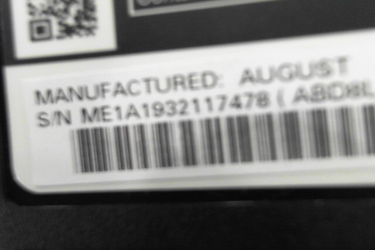 MANUFACTURED: AUGUST
S/N ME1A1932117478 (